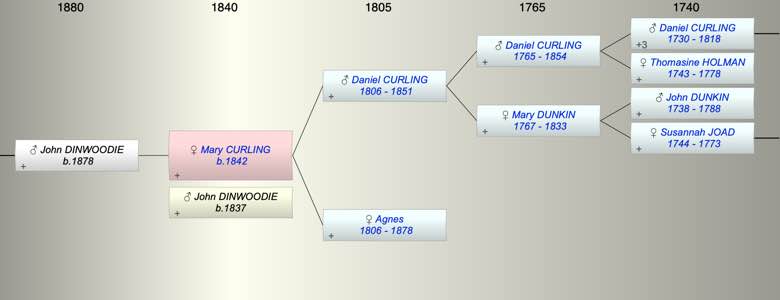 1880 1840 1805 1765 1740
♂ Daniel CURLING
1730 - 1818
+3
♂ Daniel CURLING
1765 - 1854
+
♀ Thomasine HOLMAN
1743 - 1778
+
♂ Daniel CURLING
1806 - 1851
+
♂ John DUNKIN
1738 - 1788
+
♀ Mary DUNKIN
1767 - 1833
+
♀ Susannah JOAD
1744 - 1773
+
♂ John DINWOODIE
b.1878
+
♀ Mary CURLING
b.1842
+
♂ John DINWOODIE
b.1837
+
♀ Agnes
1806 - 1878
+